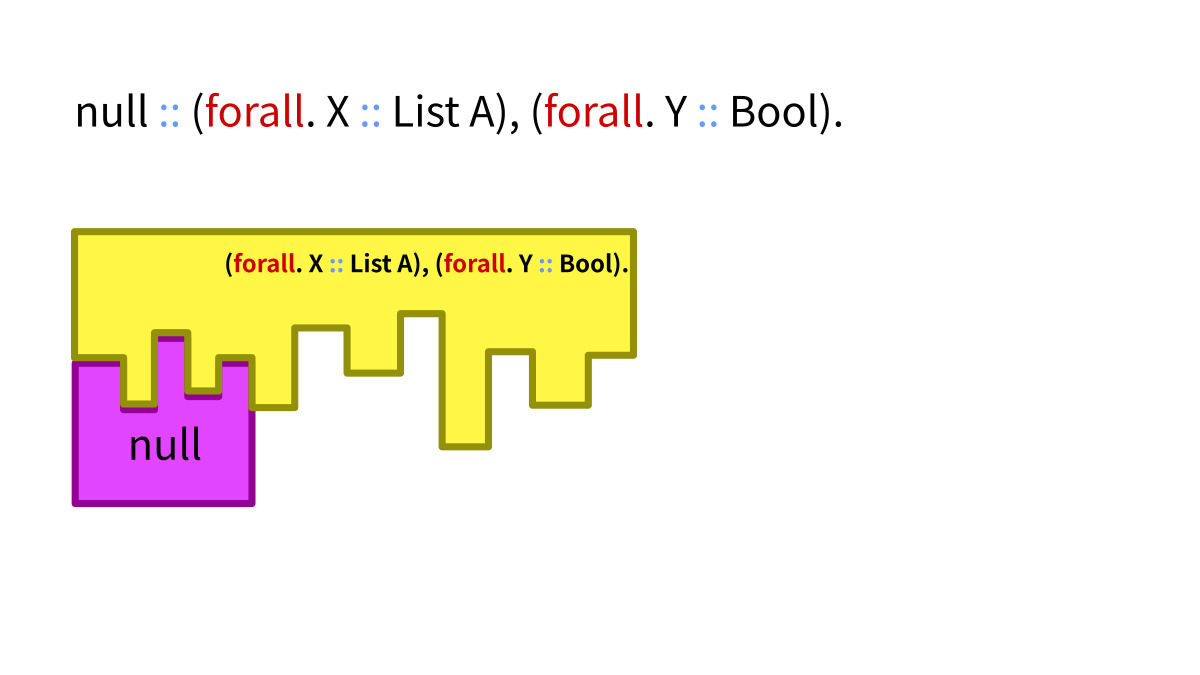 null :: (forall. X :: List A), (forall. Y :: Bool).
(forall. X :: List A), (forall. Y :: Bool).
null